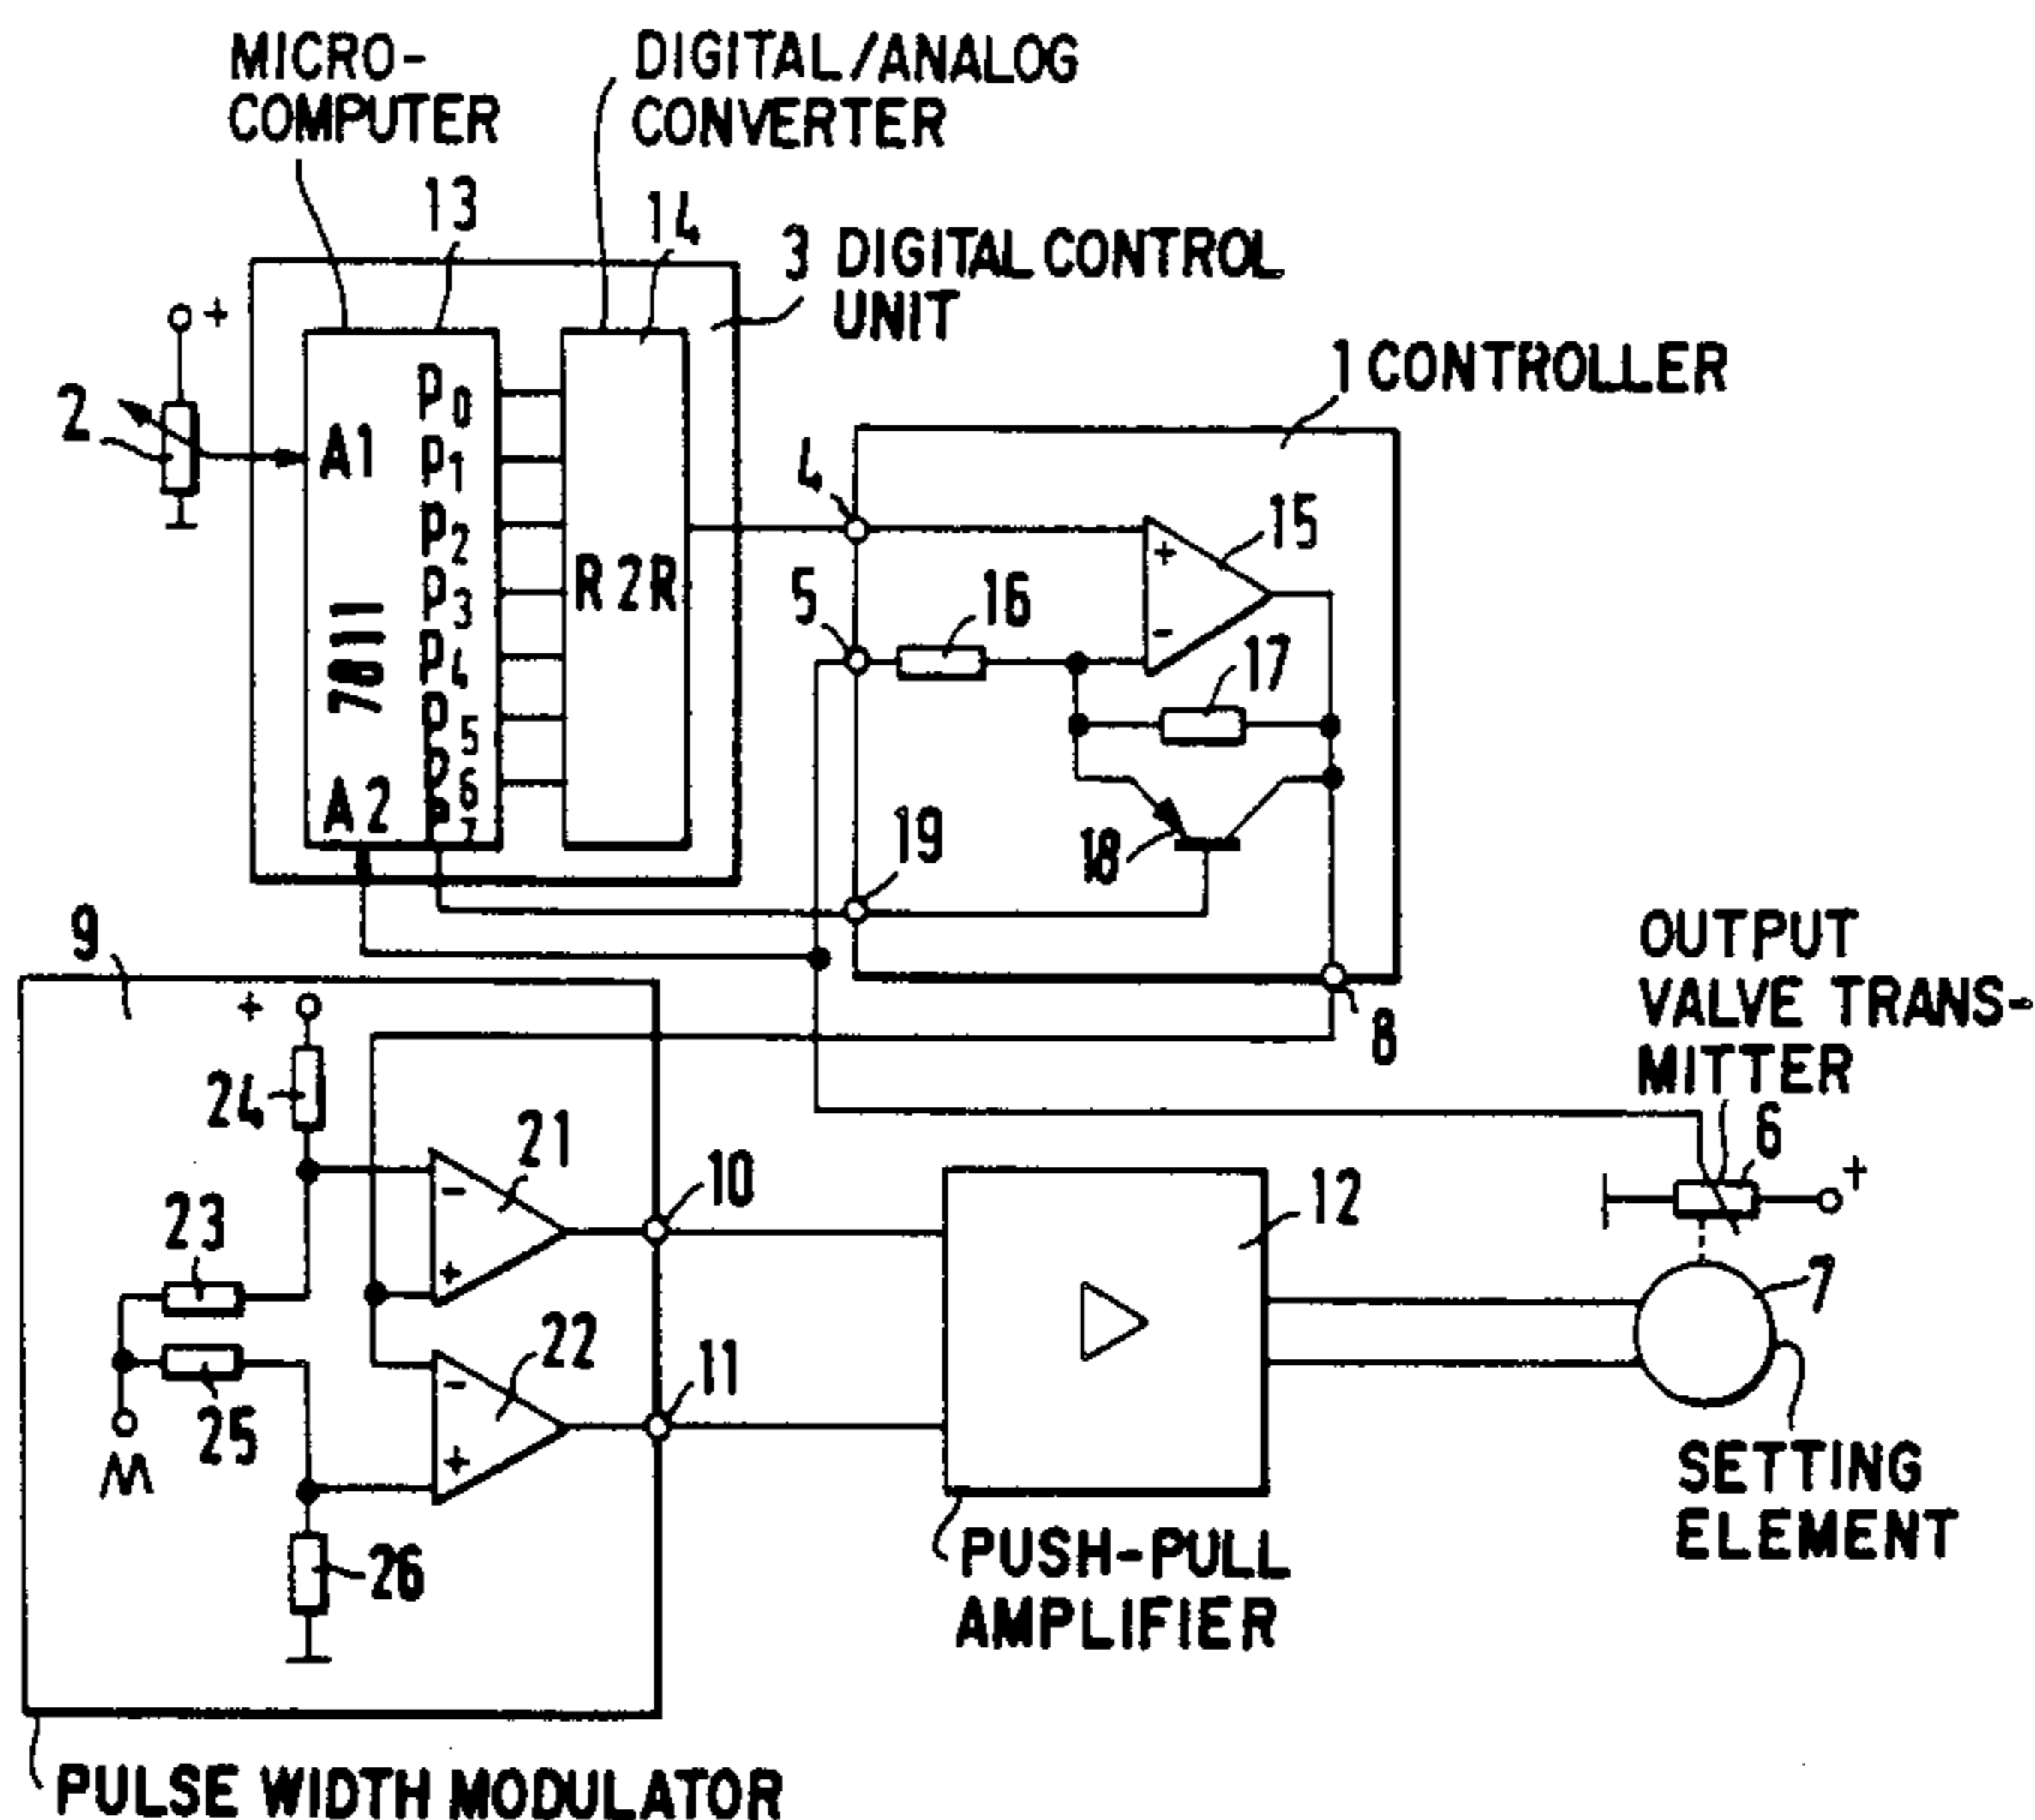 MICRO-
COMPUTER
DIGITAL/ANALOG
CONVERTER
13
14
3 DIGITAL CONTROL
UNIT
1 CONTROLLER
2
+
A1
P0
P1
P2
P3
P4
P5
P6
P7
A2
R2R
4
5
16
+
-
15
17
18
19
8
OUTPUT
VALVE TRANS-
MITTER
6
+
9
+
24
21
-
+
10
23
22
-
+
11
25
26
12
7
SETTING
ELEMENT
PUSH-PULL
AMPLIFIER
PULSE WIDTH MODULATOR